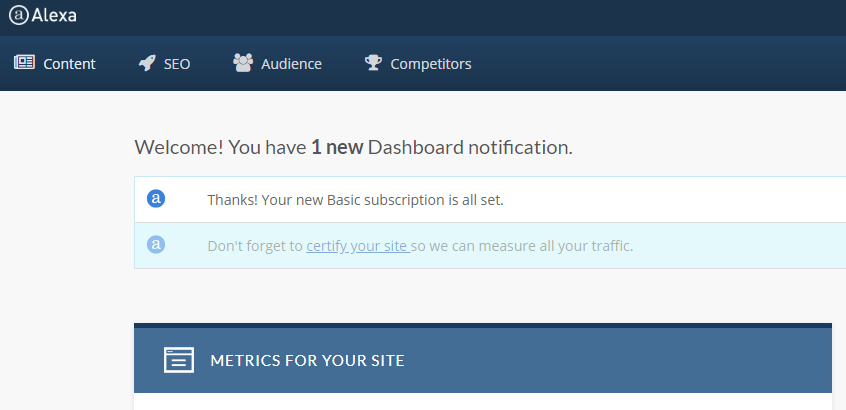 Alexa
Content SEO Audience Competitors
Welcome! You have 1 new Dashboard notification.
a Thanks! Your new Basic subscription is all set.
a Don't forget to certify your site so we can measure all your traffic.
METRICS FOR YOUR SITE